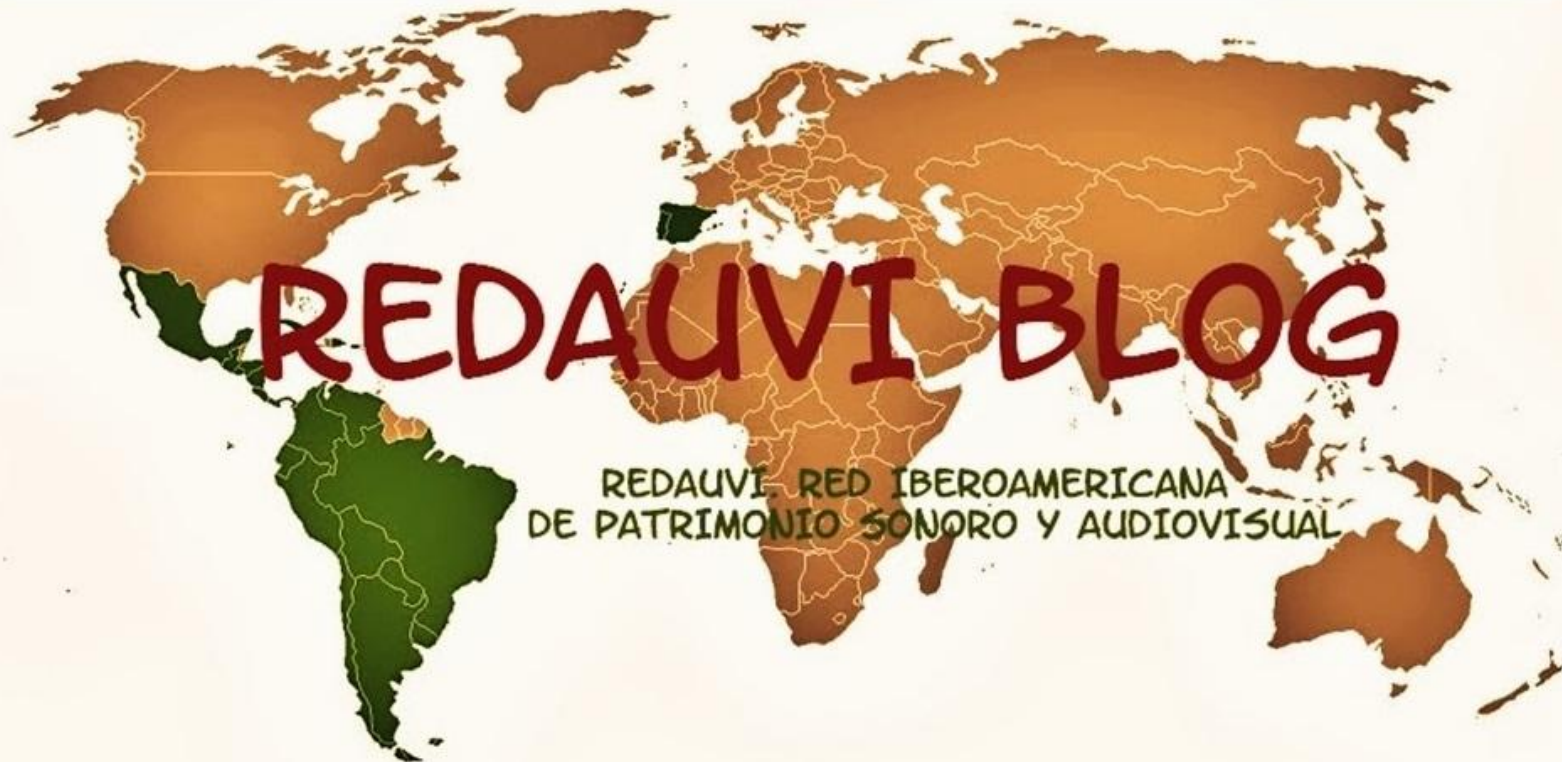 REDAUVI BLOG
REDAUVI. RED IBEROAMERICANA
DE PATRIMONIO SONORO Y AUDIOVISUAL